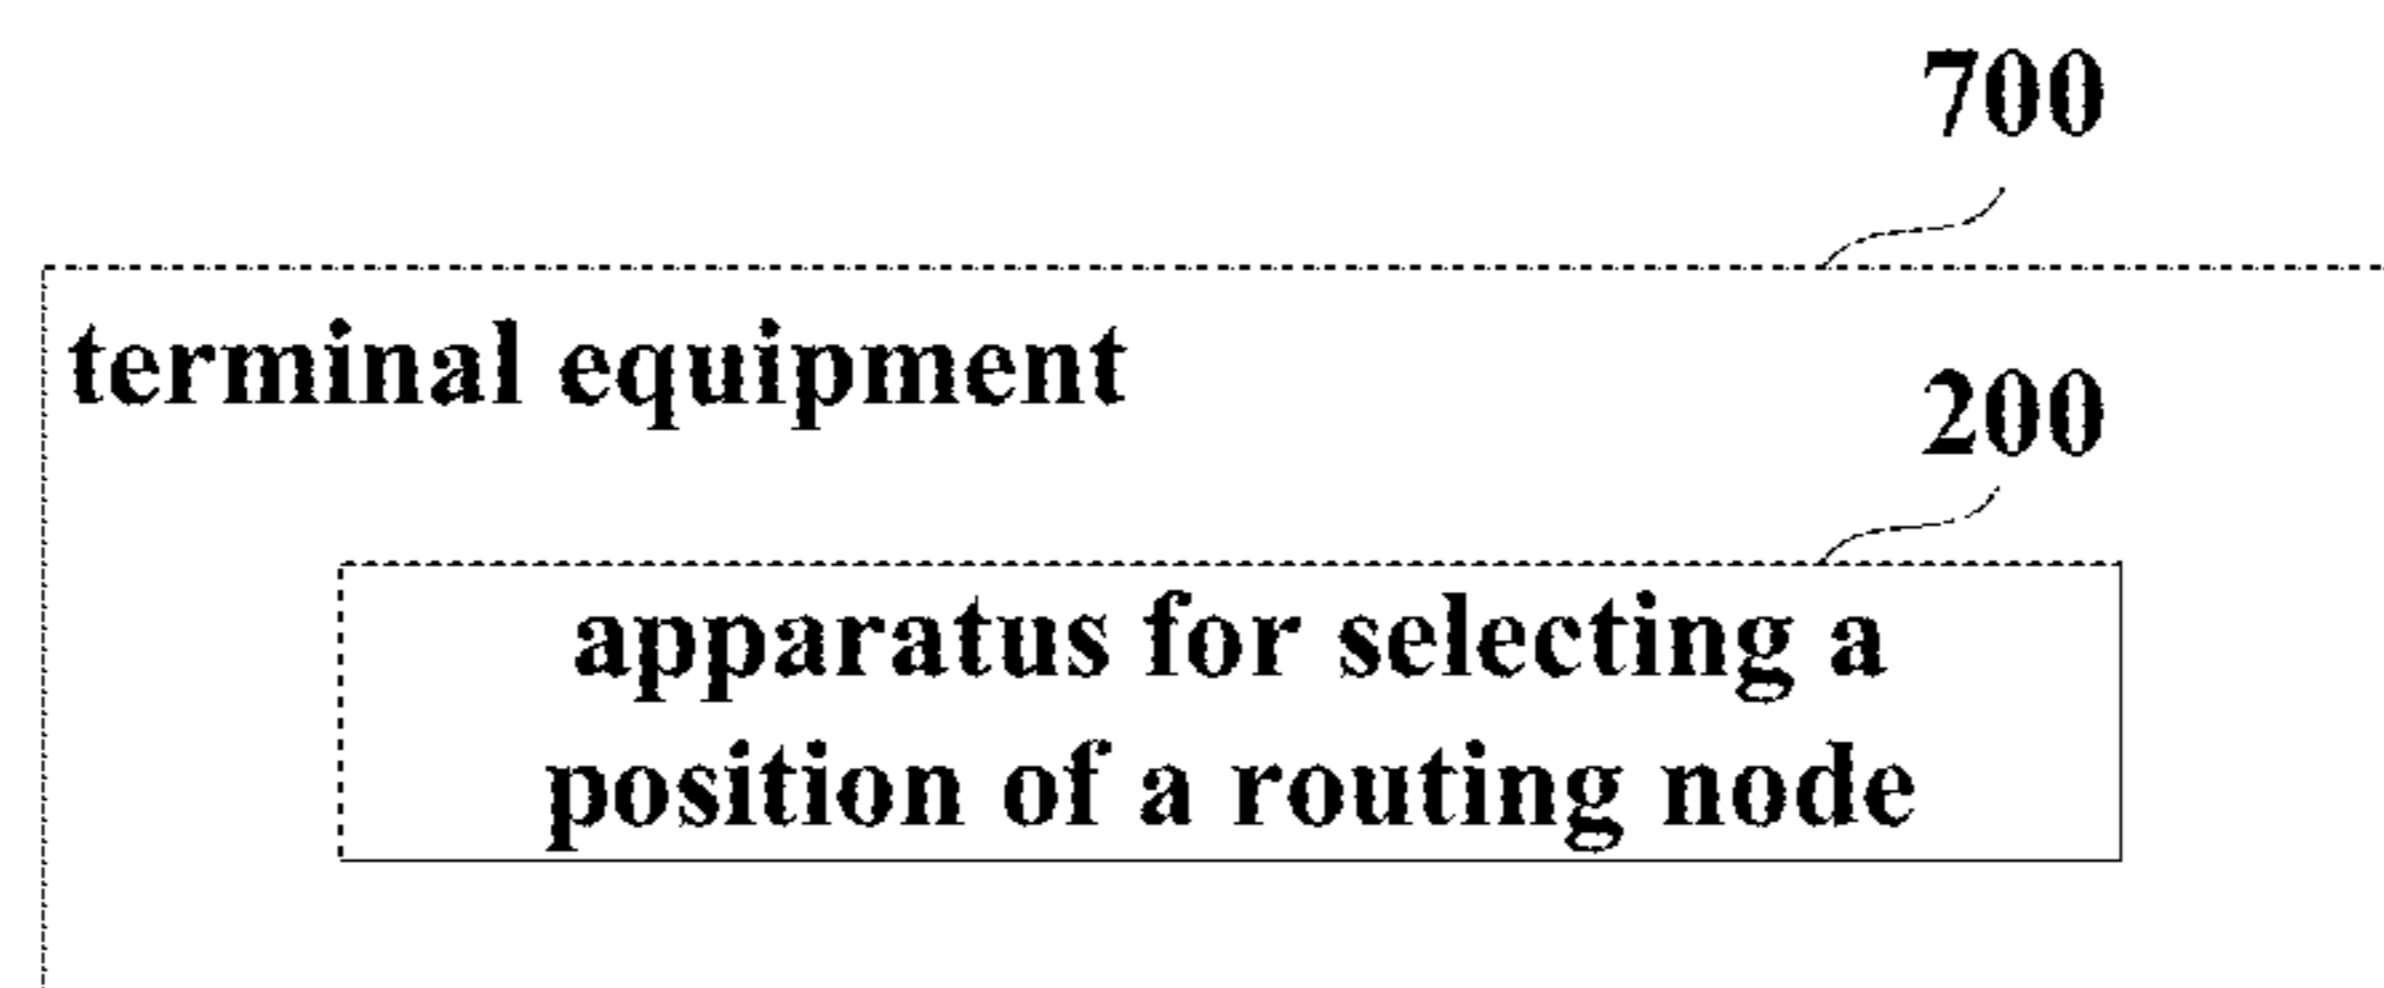 700
terminal equipment
200
apparatus for selecting a
position of a routing node